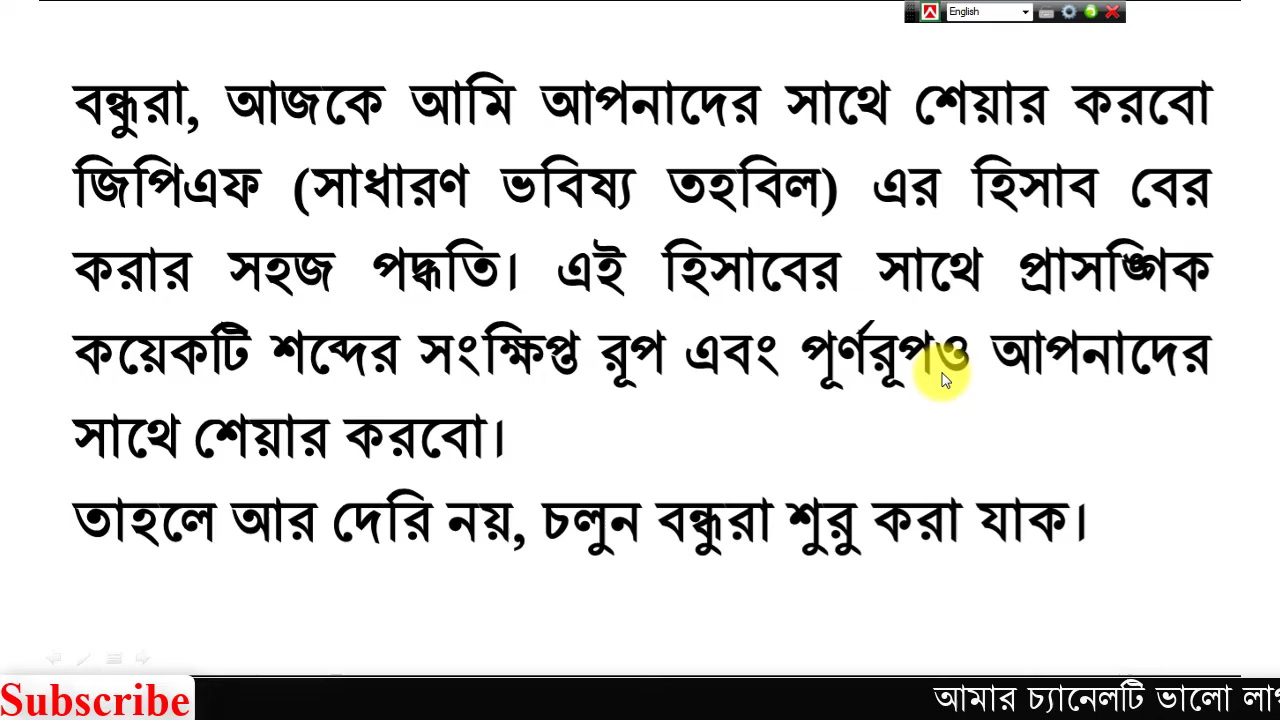 English
বন্ধুরা, আজকে আমি আপনাদের সাথে শেয়ার করবো
জিপিএফ (সাধারণ ভবিষ্য তহবিল) এর হিসাব বের
করার সহজ পদ্ধতি। এই হিসাবের সাথে প্রাসঙ্গিক
কয়েকটি শব্দের সংক্ষিপ্ত রূপ এবং পূর্ণরূপও আপনাদের
সাথে শেয়ার করবো।
তাহলে আর দেরি নয়, চলুন বন্ধুরা শুরু করা যাক।
Subscribe
আমার চ্যানেলটি ভালো